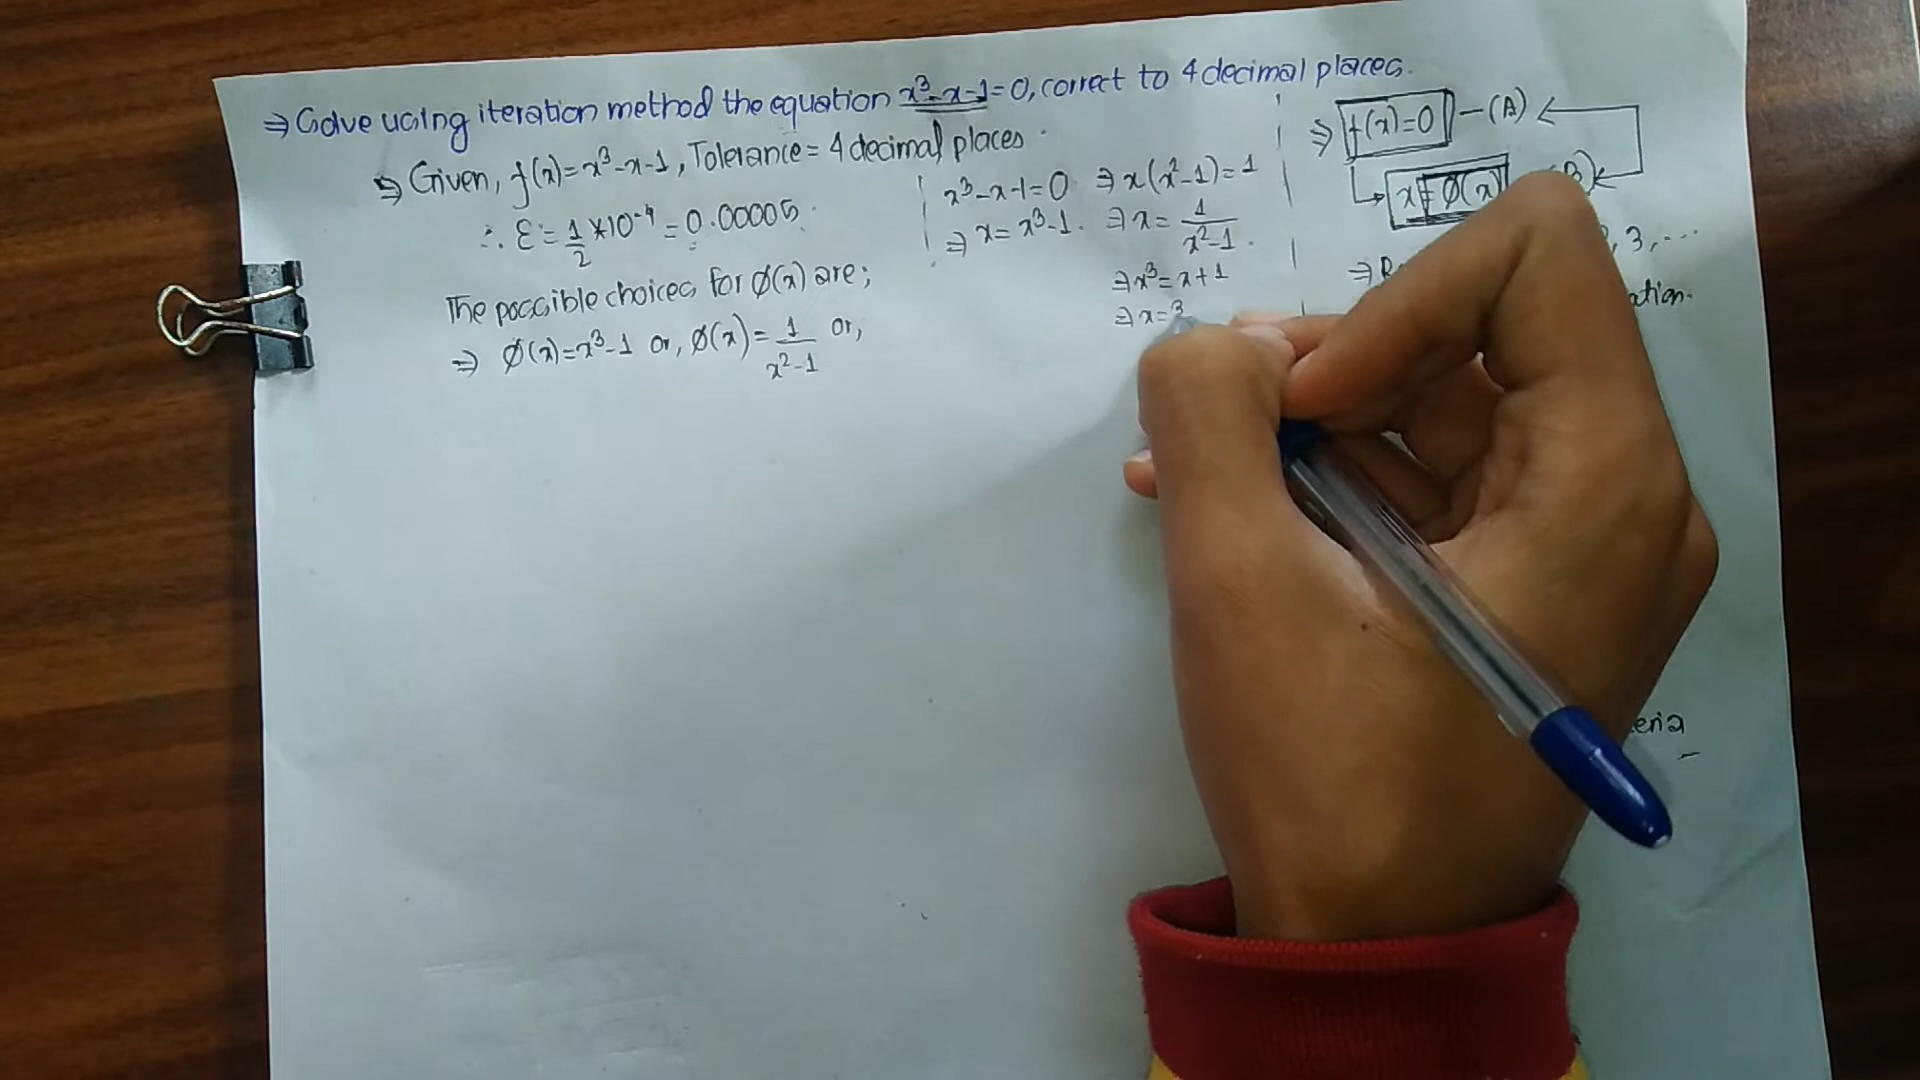 ⇒ Solve using iteration method the equation x³-x-1=0, correct to 4 decimal places.
⇒ Given, f(x)=x³-x-1, Tolerance= 4 decimal places.
∴ Ɛ = 1/2 *10⁻⁴ = 0.00005.
The possible choices for Ø(x) are;
⇒ Ø(x)=x³-1 or, Ø(x)= 1/(x²-1) or,
x³-x-1=0
⇒ x= x³-1.
⇒ x(x²-1)=1
⇒ x= 1/(x²-1).
⇒ x³= x+1
⇒ x= 3
⇒ f(x)=0 -(A)
x = Ø(x) B)
, 3, ...
⇒